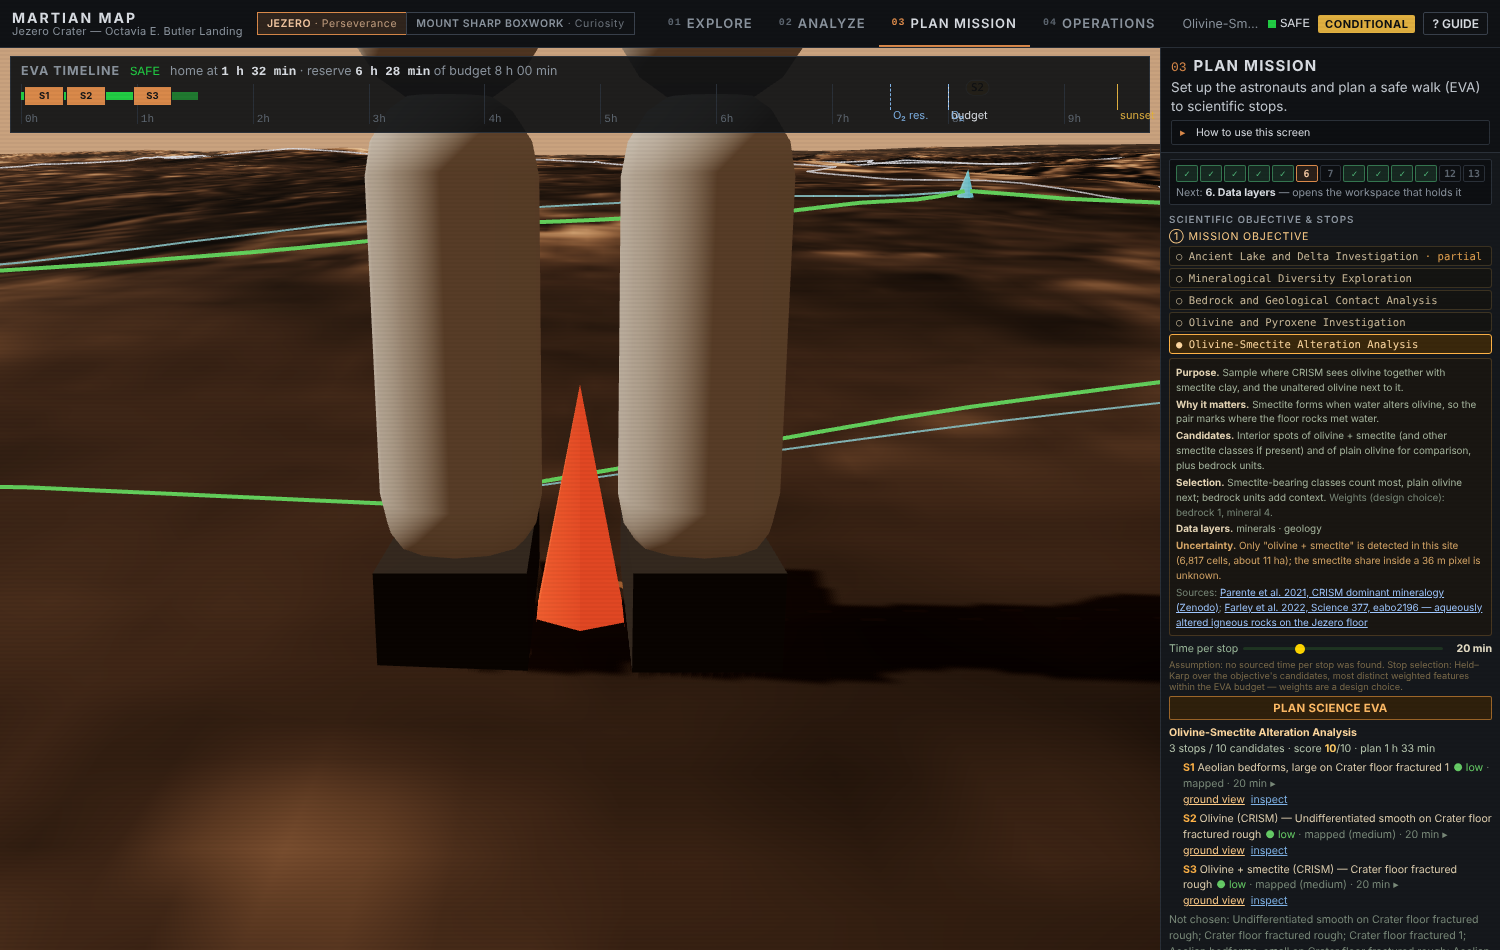 MARTIAN MAP
Jezero Crater — Octavia E. Butler Landing
JEZERO · Perseverance
MOUNT SHARP BOXWORK · Curiosity
01 EXPLORE
02 ANALYZE
03 PLAN MISSION
04 OPERATIONS
Olivine-Sm...
SAFE
CONDITIONAL
? GUIDE
EVA TIMELINE SAFE home at 1 h 32 min · reserve 6 h 28 min of budget 8 h 00 min
S1 S2 S3
S2
0h 1h 2h 3h 4h 5h 6h 7h 9h
O₂ res. budget sunse
03 PLAN MISSION
Set up the astronauts and plan a safe walk (EVA)
to scientific stops.
▸ How to use this screen
✓ ✓ ✓ ✓ ✓ 6 7 ✓ ✓ ✓ ✓ 12 13
Next: 6. Data layers — opens the workspace that holds it
SCIENTIFIC OBJECTIVE & STOPS
① MISSION OBJECTIVE
○ Ancient Lake and Delta Investigation · partial
○ Mineralogical Diversity Exploration
○ Bedrock and Geological Contact Analysis
○ Olivine and Pyroxene Investigation
● Olivine-Smectite Alteration Analysis
Purpose. Sample where CRISM sees olivine together with
smectite clay, and the unaltered olivine next to it.
Why it matters. Smectite forms when water alters olivine, so the
pair marks where the floor rocks met water.
Candidates. Interior spots of olivine + smectite (and other
smectite classes if present) and of plain olivine for comparison,
plus bedrock units.
Selection. Smectite-bearing classes count most, plain olivine
next; bedrock units add context. Weights (design choice):
bedrock 1, mineral 4.
Data layers. minerals · geology
Uncertainty. Only "olivine + smectite" is detected in this site
(6,817 cells, about 11 ha); the smectite share inside a 36 m pixel is
unknown.
Sources: Parente et al. 2021, CRISM dominant mineralogy
(Zenodo); Farley et al. 2022, Science 377, eabo2196 — aqueously
altered igneous rocks on the Jezero floor
Time per stop 20 min
Assumption: no sourced time per stop was found. Stop selection: Held–
Karp over the objective's candidates, most distinct weighted features
within the EVA budget — weights are a design choice.
PLAN SCIENCE EVA
Olivine-Smectite Alteration Analysis
3 stops / 10 candidates · score 10/10 · plan 1 h 33 min
S1 Aeolian bedforms, large on Crater floor fractured 1 ● low ·
mapped · 20 min ▸
ground view inspect
S2 Olivine (CRISM) — Undifferentiated smooth on Crater floor
fractured rough ● low · mapped (medium) · 20 min ▸
ground view inspect
S3 Olivine + smectite (CRISM) — Crater floor fractured
rough ● low · mapped (medium) · 20 min ▸
ground view inspect
Not chosen: Undifferentiated smooth on Crater floor fractured
rough; Crater floor fractured rough; Crater floor fractured 1;